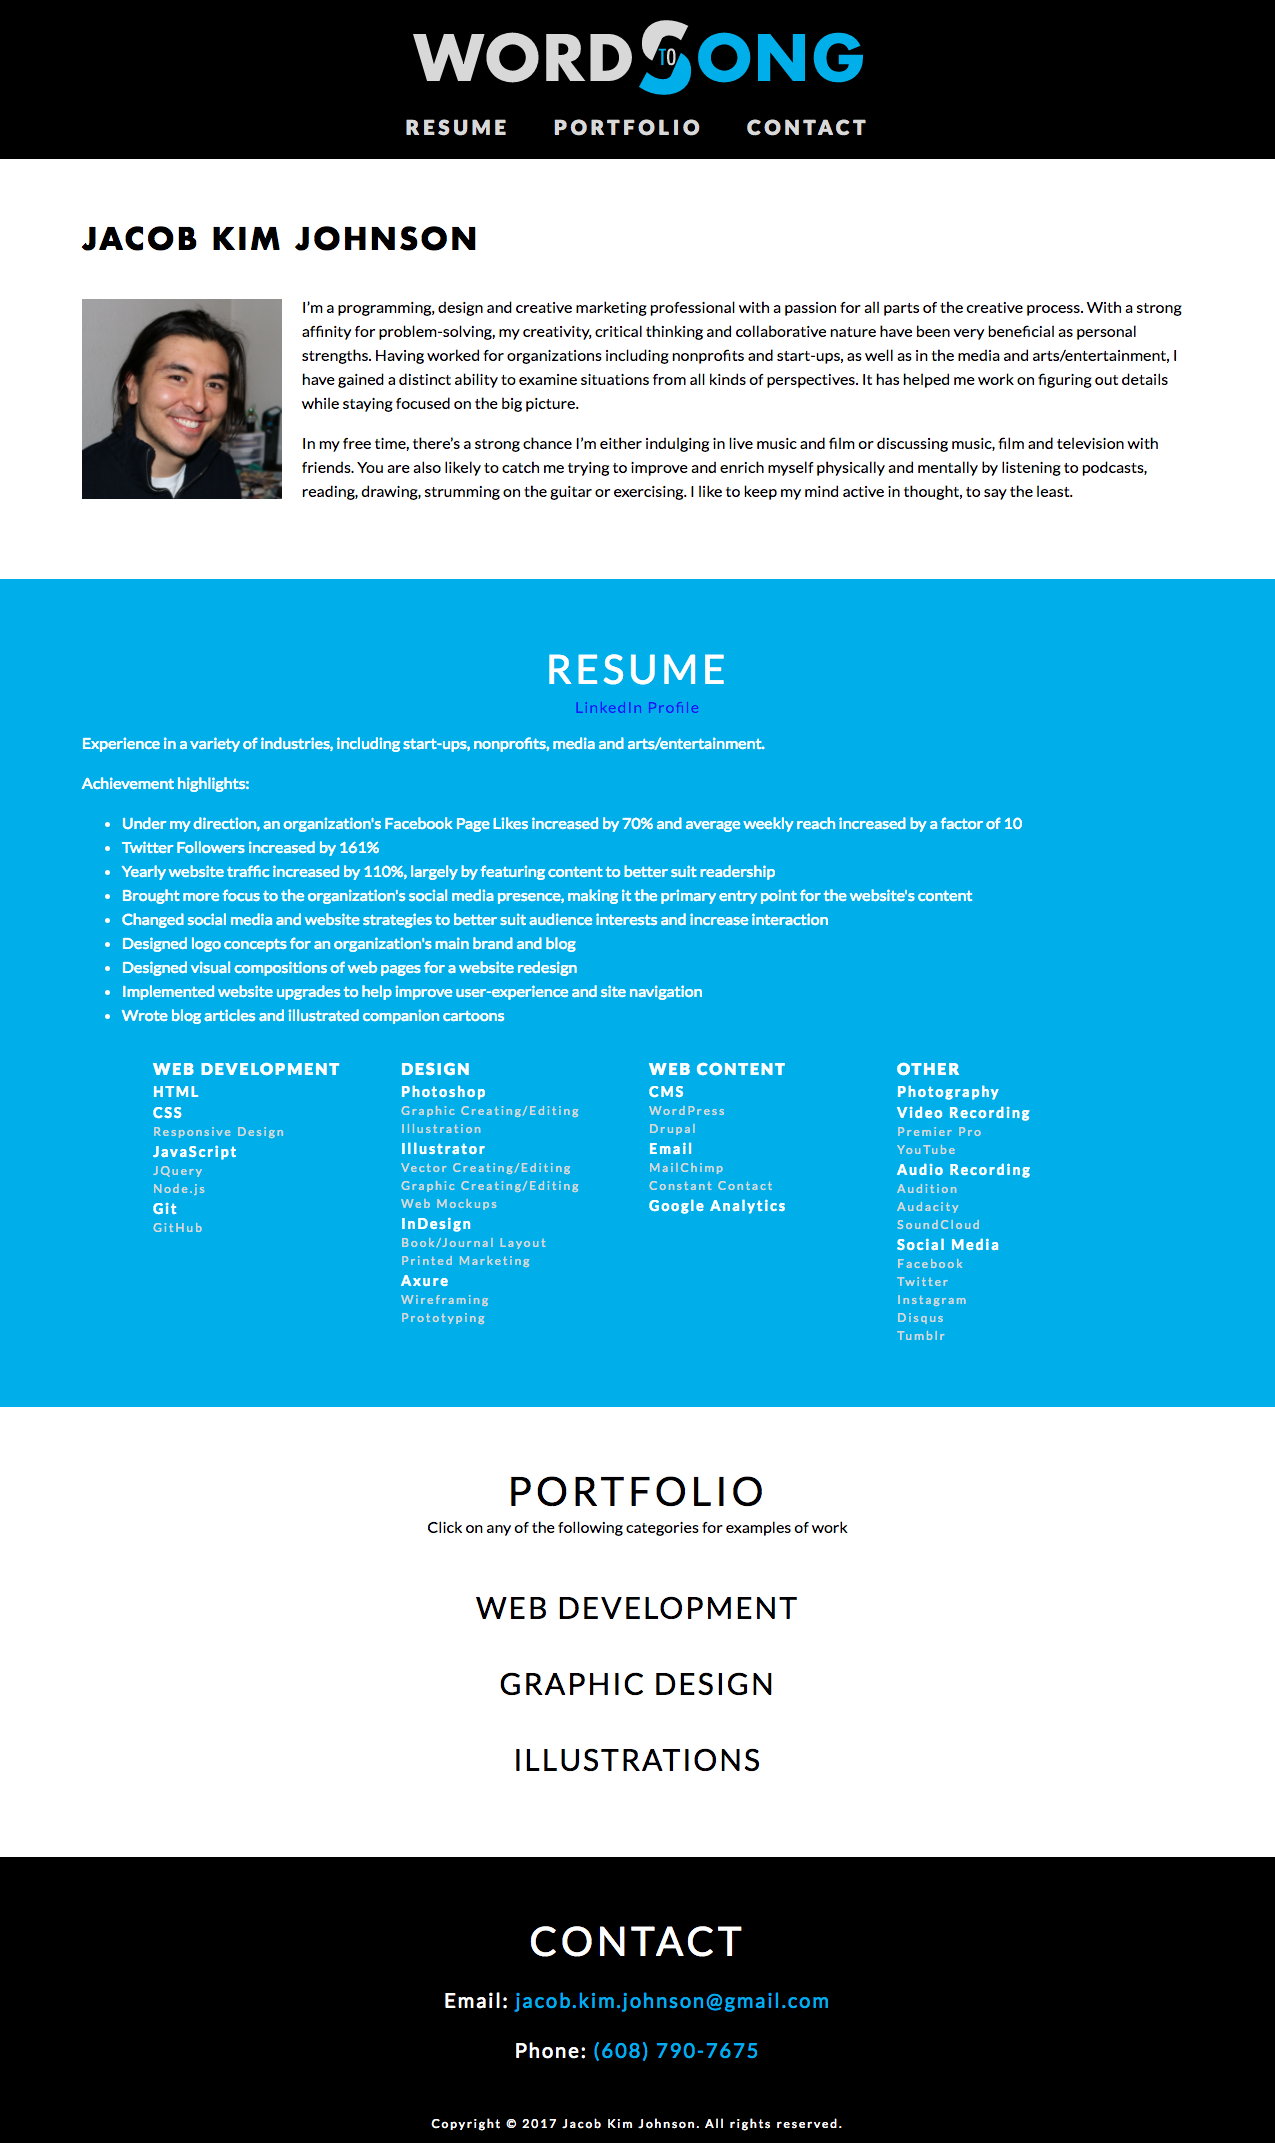 WORD TO SONG
RESUME PORTFOLIO CONTACT
JACOB KIM JOHNSON
I'm a programming, design and creative marketing professional with a passion for all parts of the creative process. With a strong
affinity for problem-solving, my creativity, critical thinking and collaborative nature have been very beneficial as personal
strengths. Having worked for organizations including nonprofits and start-ups, as well as in the media and arts/entertainment, I
have gained a distinct ability to examine situations from all kinds of perspectives. It has helped me work on figuring out details
while staying focused on the big picture.
In my free time, there's a strong chance I'm either indulging in live music and film or discussing music, film and television with
friends. You are also likely to catch me trying to improve and enrich myself physically and mentally by listening to podcasts,
reading, drawing, strumming on the guitar or exercising. I like to keep my mind active in thought, to say the least.
RESUME
LinkedIn Profile
Experience in a variety of industries, including start-ups, nonprofits, media and arts/entertainment.
Achievement highlights:
• Under my direction, an organization's Facebook Page Likes increased by 70% and average weekly reach increased by a factor of 10
• Twitter Followers increased by 161%
• Yearly website traffic increased by 110%, largely by featuring content to better suit readership
• Brought more focus to the organization's social media presence, making it the primary entry point for the website's content
• Changed social media and website strategies to better suit audience interests and increase interaction
• Designed logo concepts for an organization's main brand and blog
• Designed visual compositions of web pages for a website redesign
• Implemented website upgrades to help improve user-experience and site navigation
• Wrote blog articles and illustrated companion cartoons
WEB DEVELOPMENT
HTML
CSS
Responsive Design
JavaScript
JQuery
Node.js
Git
GitHub
DESIGN
Photoshop
Graphic Creating/Editing
Illustration
Illustrator
Vector Creating/Editing
Graphic Creating/Editing
Web Mockups
InDesign
Book/Journal Layout
Printed Marketing
Axure
Wireframing
Prototyping
WEB CONTENT
CMS
WordPress
Drupal
Email
MailChimp
Constant Contact
Google Analytics
OTHER
Photography
Video Recording
Premier Pro
YouTube
Audio Recording
Audition
Audacity
SoundCloud
Social Media
Facebook
Twitter
Instagram
Disqus
Tumblr
PORTFOLIO
Click on any of the following categories for examples of work
WEB DEVELOPMENT
GRAPHIC DESIGN
ILLUSTRATIONS
CONTACT
Email: jacob.kim.johnson@gmail.com
Phone: (608) 790-7675
Copyright © 2017 Jacob Kim Johnson. All rights reserved.